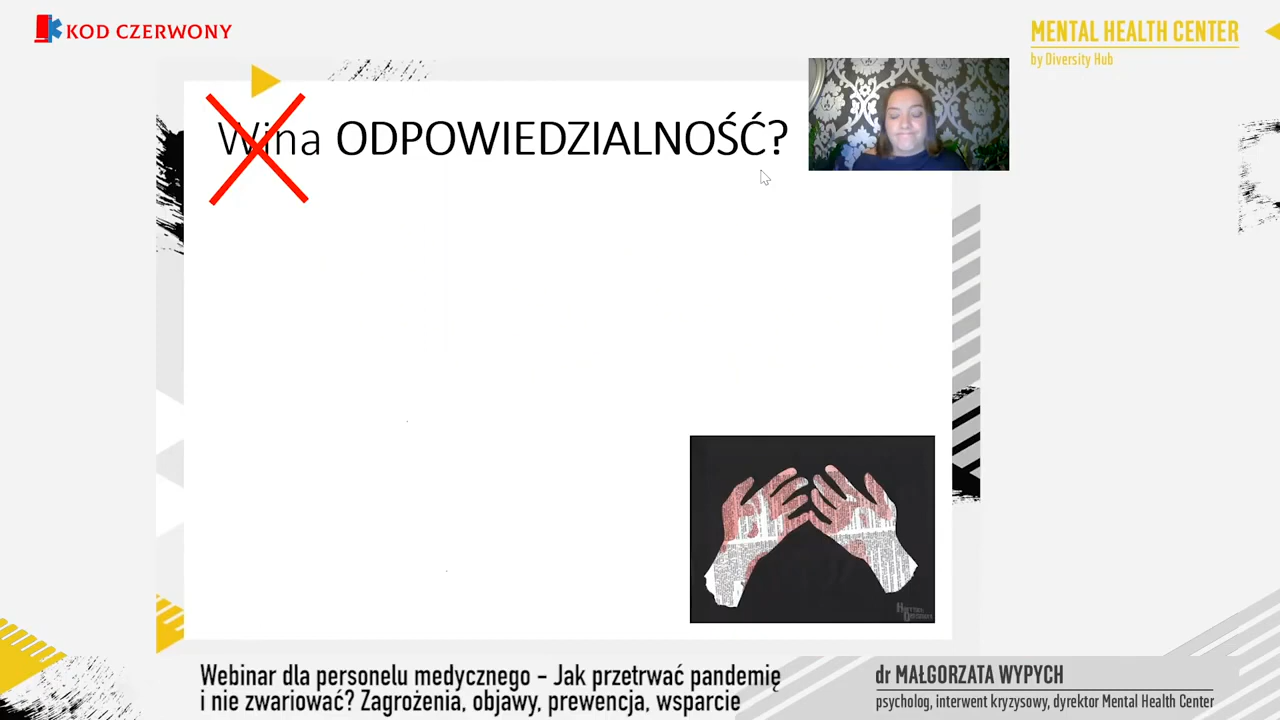 KOD CZERWONY
MENTAL HEALTH CENTER
by Diversity Hub
Wina ODPOWIEDZIALNOŚĆ?
Webinar dla personelu medycznego – Jak przetrwać pandemię
i nie zwariować? Zagrożenia, objawy, prewencja, wsparcie
dr MAŁGORZATA WYPYCH
psycholog, interwent kryzysowy, dyrektor Mental Health Center